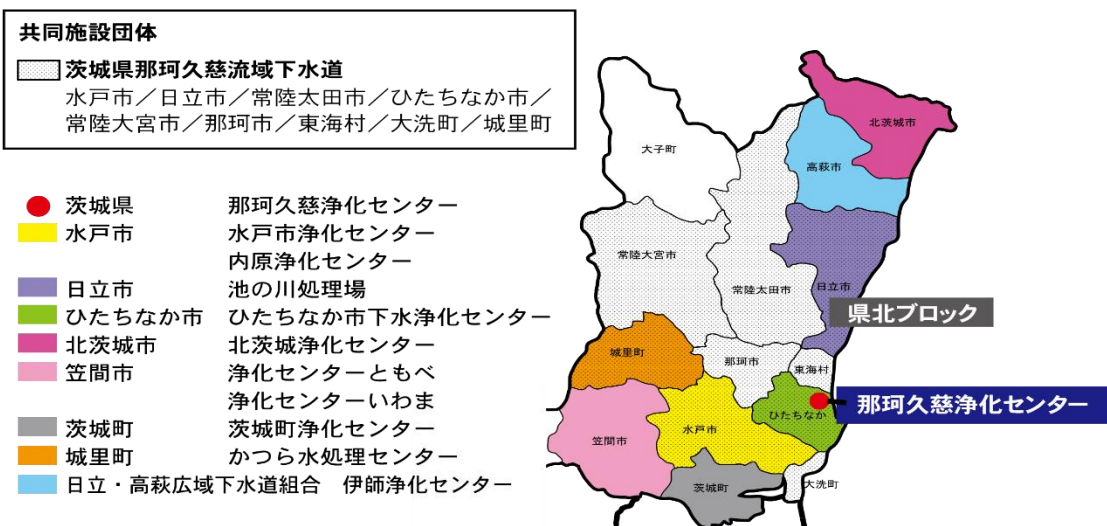 共同施設団体
茨城県那珂久慈流域下水道
水戸市／日立市／常陸太田市／ひたちなか市／
常陸大宮市／那珂市／東海村／大洗町／城里町
茨城県 那珂久慈浄化センター
水戸市 水戸市浄化センター
内原浄化センター
日立市 池の川処理場
ひたちなか市 ひたちなか市下水浄化センター
北茨城市 北茨城浄化センター
笠間市 浄化センターともべ
浄化センターいわま
茨城町 茨城町浄化センター
城里町 かつら水処理センター
日立・高萩広域下水道組合 伊師浄化センター
北茨城市
大子町
高萩市
常陸大宮市
常陸太田市
日立市
県北ブロック
城里町
那珂市
東海村
那珂久慈浄化センター
ひたちなか
水戸市
笠間市
茨城町
大洗町